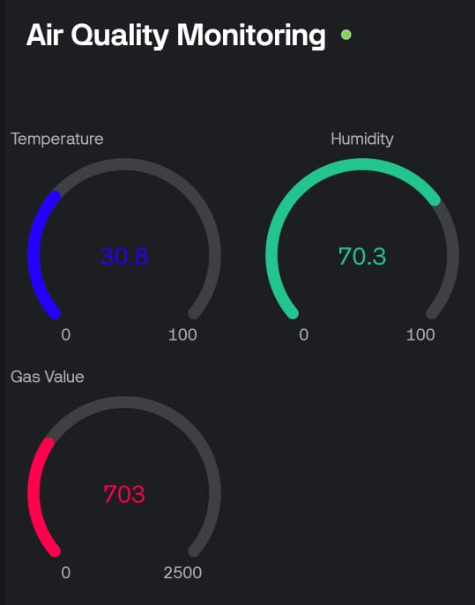 Air Quality Monitoring
Temperature
Humidity
30.8
70.3
0 100
0 100
Gas Value
703
0 2500